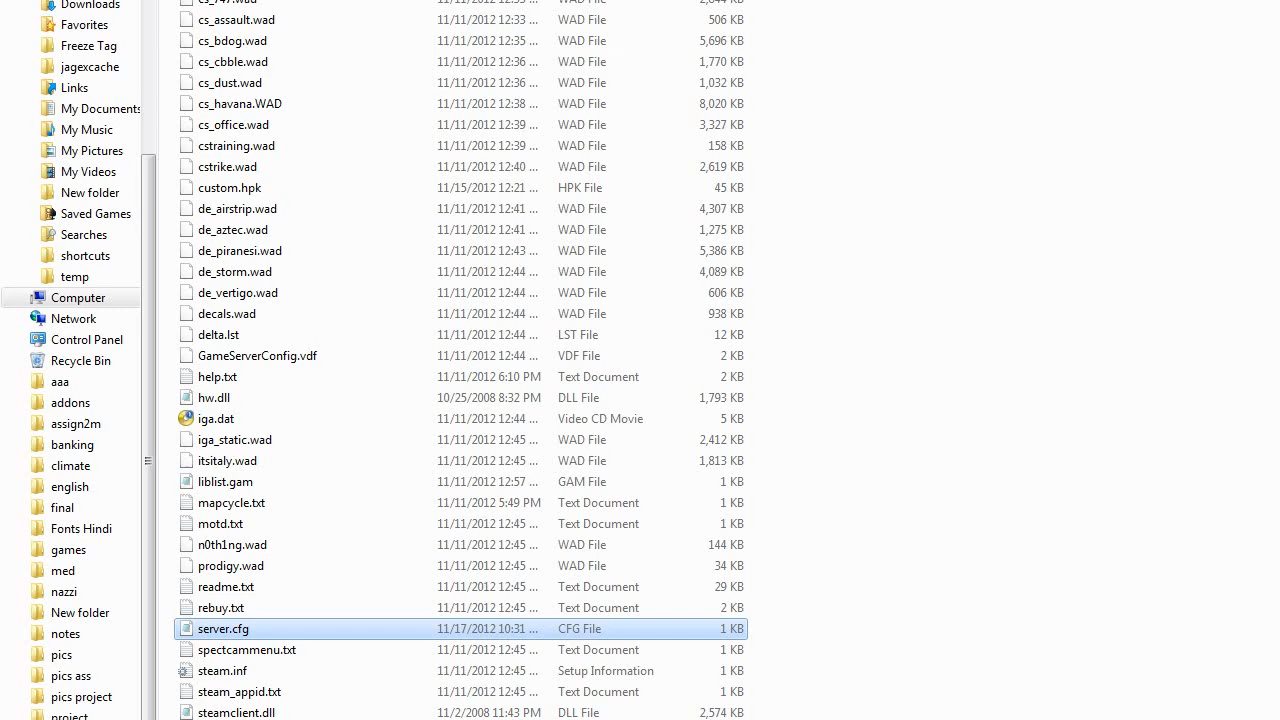 Downloads
Favorites
Freeze Tag
jagexcache
Links
My Documents
My Music
My Pictures
My Videos
New folder
Saved Games
Searches
shortcuts
temp
Computer
Network
Control Panel
Recycle Bin
aaa
addons
assign2m
banking
climate
english
final
Fonts Hindi
games
med
nazzi
New folder
notes
pics
pics ass
pics project
project
cs_747.wad
cs_assault.wad 11/11/2012 12:33 ... WAD File 506 KB
cs_bdog.wad 11/11/2012 12:35 ... WAD File 5,696 KB
cs_cbble.wad 11/11/2012 12:36 ... WAD File 1,770 KB
cs_dust.wad 11/11/2012 12:36 ... WAD File 1,032 KB
cs_havana.WAD 11/11/2012 12:38 ... WAD File 8,020 KB
cs_office.wad 11/11/2012 12:39 ... WAD File 3,327 KB
cstraining.wad 11/11/2012 12:39 ... WAD File 158 KB
cstrike.wad 11/11/2012 12:40 ... WAD File 2,619 KB
custom.hpk 11/15/2012 12:21 ... HPK File 45 KB
de_airstrip.wad 11/11/2012 12:41 ... WAD File 4,307 KB
de_aztec.wad 11/11/2012 12:41 ... WAD File 1,275 KB
de_piranesi.wad 11/11/2012 12:43 ... WAD File 5,386 KB
de_storm.wad 11/11/2012 12:44 ... WAD File 4,089 KB
de_vertigo.wad 11/11/2012 12:44 ... WAD File 606 KB
decals.wad 11/11/2012 12:44 ... WAD File 938 KB
delta.lst 11/11/2012 12:44 ... LST File 12 KB
GameServerConfig.vdf 11/11/2012 12:44 ... VDF File 2 KB
help.txt 11/11/2012 6:10 PM Text Document 2 KB
hw.dll 10/25/2008 8:32 PM DLL File 1,793 KB
iga.dat 11/11/2012 12:44 ... Video CD Movie 5 KB
iga_static.wad 11/11/2012 12:45 ... WAD File 2,412 KB
itsitaly.wad 11/11/2012 12:45 ... WAD File 1,813 KB
liblist.gam 11/11/2012 12:57 ... GAM File 1 KB
mapcycle.txt 11/11/2012 5:49 PM Text Document 1 KB
motd.txt 11/11/2012 12:45 ... Text Document 1 KB
n0th1ng.wad 11/11/2012 12:45 ... WAD File 144 KB
prodigy.wad 11/11/2012 12:45 ... WAD File 34 KB
readme.txt 11/11/2012 12:45 ... Text Document 29 KB
rebuy.txt 11/11/2012 12:45 ... Text Document 2 KB
server.cfg 11/17/2012 10:31 ... CFG File 1 KB
spectcammenu.txt 11/11/2012 12:45 ... Text Document 1 KB
steam.inf 11/11/2012 12:45 ... Setup Information 1 KB
steam_appid.txt 11/11/2012 12:45 ... Text Document 1 KB
steamclient.dll 11/2/2008 11:43 PM DLL File 2,574 KB